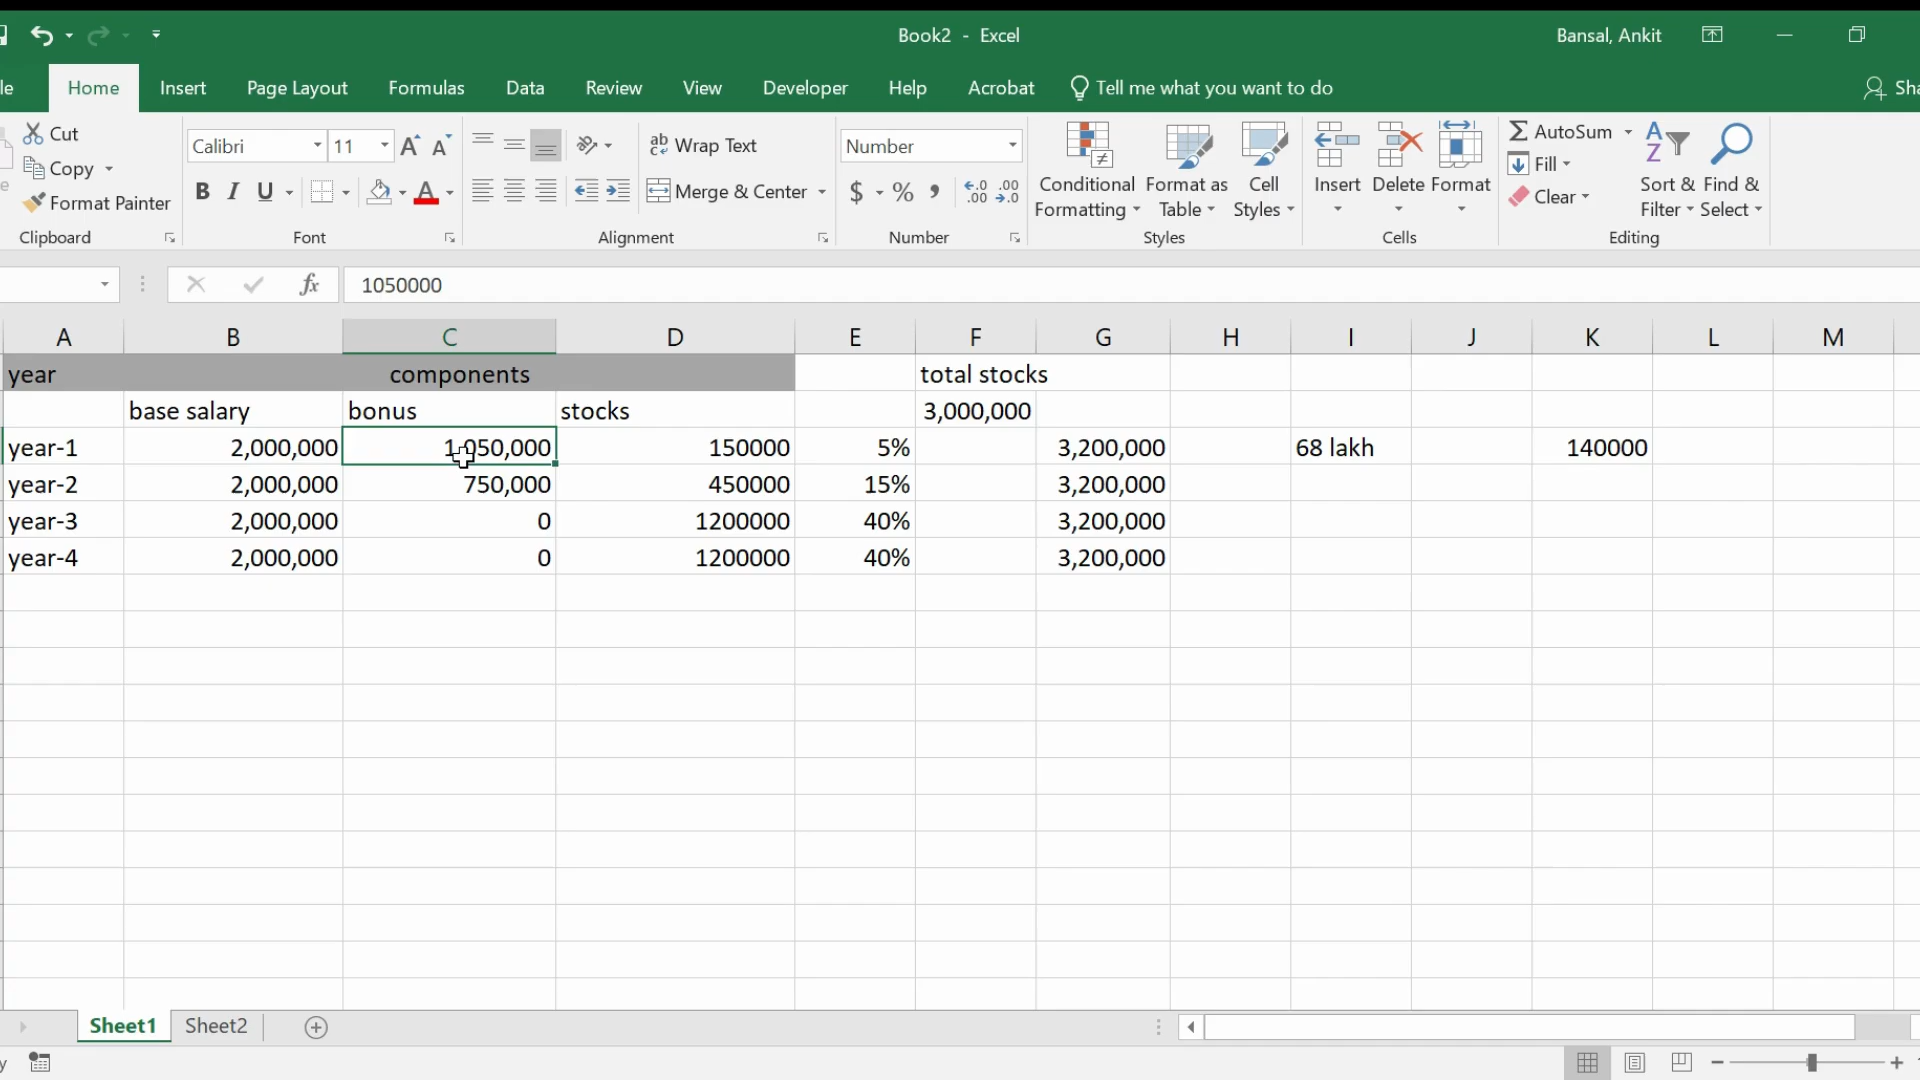 Book2 - Excel
Bansal, Ankit
le Home Insert Page Layout Formulas Data Review View Developer Help Acrobat Tell me what you want to do Sha
Cut
Copy
Format Painter
Clipboard
Calibri 11
B I U A
Font
Wrap Text
Merge & Center
Alignment
Number
$ % , .00 .0
Number
Conditional Formatting
Format as Table
Cell Styles
Styles
Insert Delete Format
Cells
AutoSum
Fill
Clear
Sort & Filter
Find & Select
Editing
fx 1050000
A B C D E F G H I J K L M
year components total stocks
base salary bonus stocks 3,000,000
year-1 2,000,000 1,050,000 150000 5% 3,200,000 68 lakh 140000
year-2 2,000,000 750,000 450000 15% 3,200,000
year-3 2,000,000 0 1200000 40% 3,200,000
year-4 2,000,000 0 1200000 40% 3,200,000
Sheet1 Sheet2